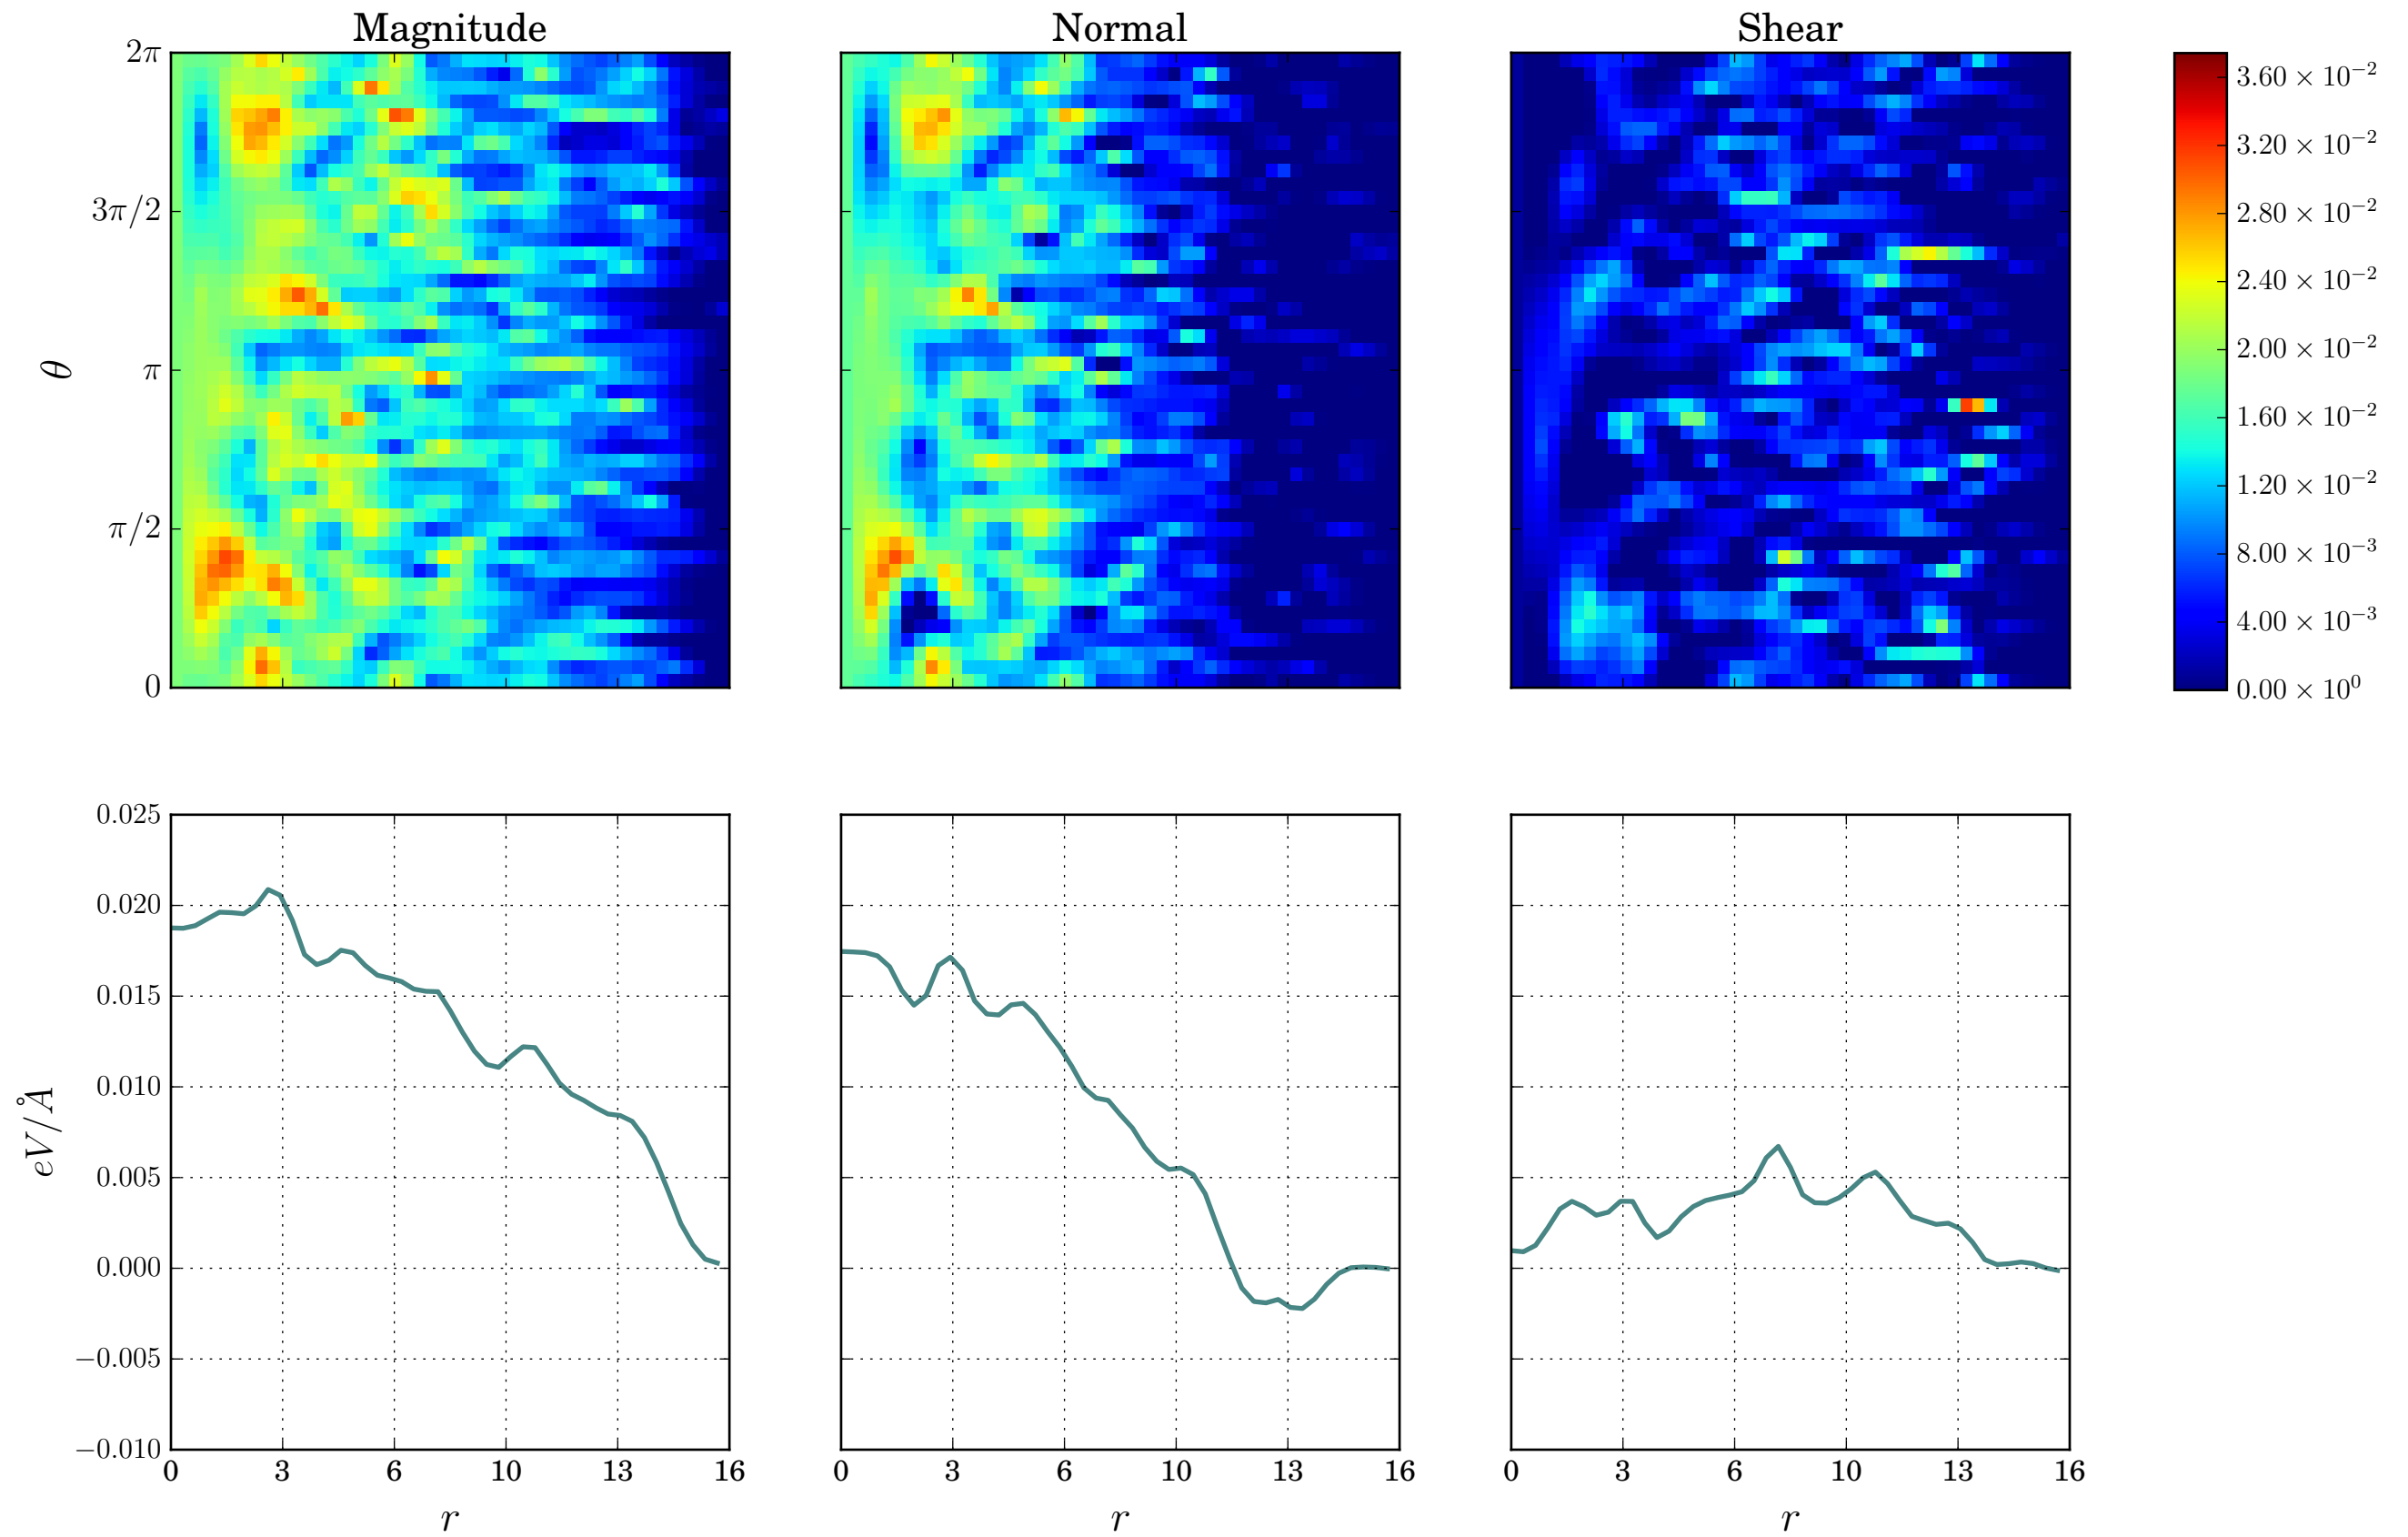 Magnitude Normal Shear
2π
3π/2
π
π/2
0
θ
3.60 × 10⁻²
3.20 × 10⁻²
2.80 × 10⁻²
2.40 × 10⁻²
2.00 × 10⁻²
1.60 × 10⁻²
1.20 × 10⁻²
8.00 × 10⁻³
4.00 × 10⁻³
0.00 × 10⁰
0.025
0.020
0.015
0.010
0.005
0.000
−0.005
−0.010
eV/Å
0 3 6 10 13 16 0 3 6 10 13 16 0 3 6 10 13 16
r r r